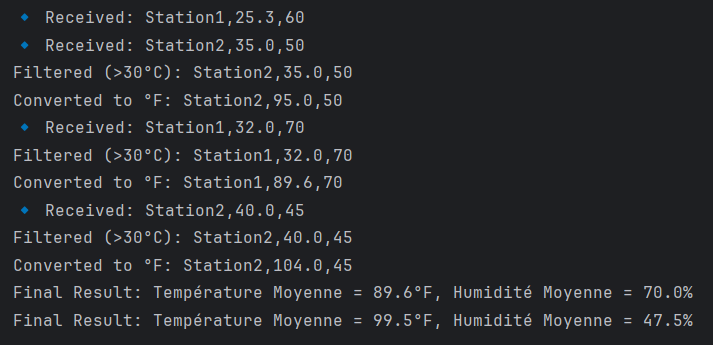 🔹 Received: Station1,25.3,60
🔹 Received: Station2,35.0,50
Filtered (>30°C): Station2,35.0,50
Converted to °F: Station2,95.0,50
🔹 Received: Station1,32.0,70
Filtered (>30°C): Station1,32.0,70
Converted to °F: Station1,89.6,70
🔹 Received: Station2,40.0,45
Filtered (>30°C): Station2,40.0,45
Converted to °F: Station2,104.0,45
Final Result: Température Moyenne = 89.6°F, Humidité Moyenne = 70.0%
Final Result: Température Moyenne = 99.5°F, Humidité Moyenne = 47.5%